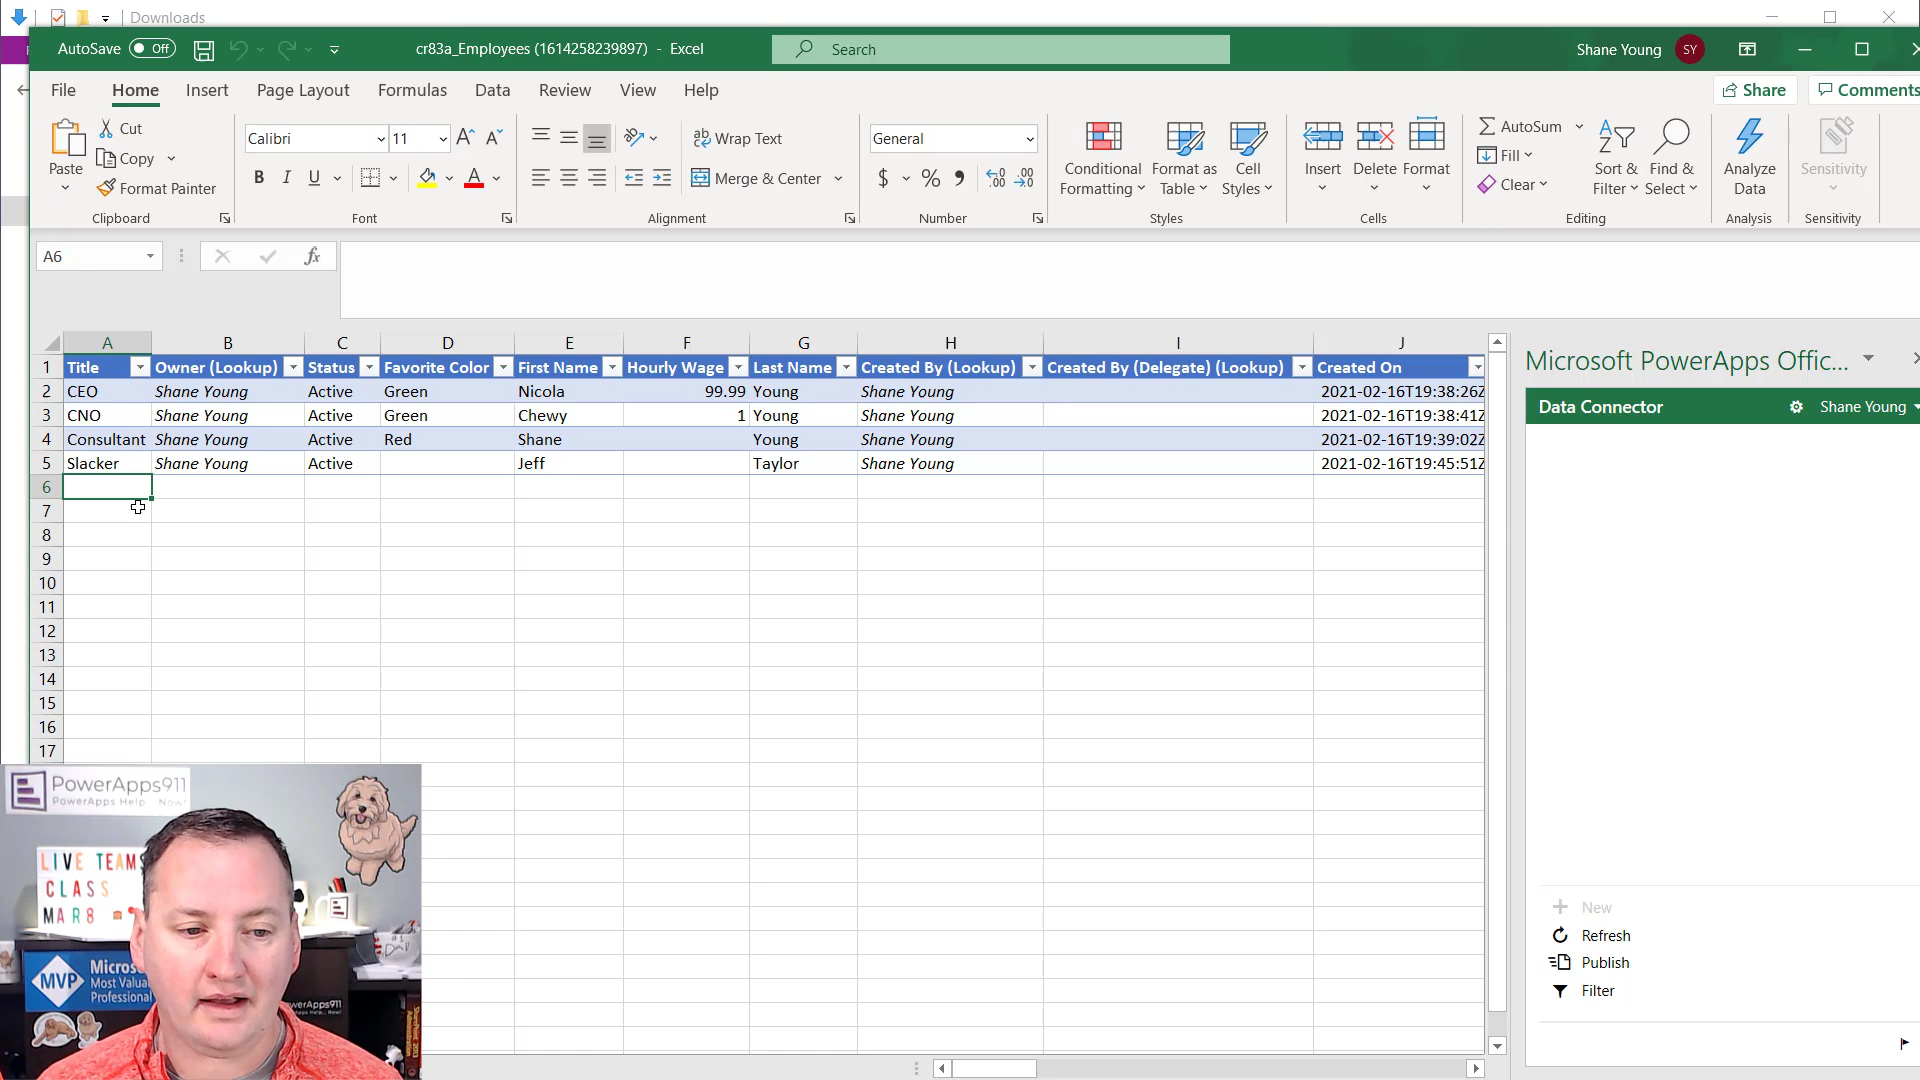 Downloads
AutoSave Off cr83a_Employees (1614258239897) - Excel Search Shane Young SY
File Home Insert Page Layout Formulas Data Review View Help Share Comments
Paste Cut Copy Format Painter
Calibri 11
B I U
Wrap Text
Merge & Center
General
$ % 9
Conditional Formatting Format as Table Cell Styles
Insert Delete Format
AutoSum Fill Clear
Sort & Filter Find & Select
Analyze Data
Sensitivity
Clipboard Font Alignment Number Styles Cells Editing Analysis Sensitivity
A6 fx
A B C D E F G H I J
1 Title Owner (Lookup) Status Favorite Color First Name Hourly Wage Last Name Created By (Lookup) Created By (Delegate) (Lookup) Created On
2 CEO Shane Young Active Green Nicola 99.99 Young Shane Young 2021-02-16T19:38:26Z
3 CNO Shane Young Active Green Chewy 1 Young Shane Young 2021-02-16T19:38:41Z
4 Consultant Shane Young Active Red Shane Young Shane Young 2021-02-16T19:39:02Z
5 Slacker Shane Young Active Jeff Taylor Shane Young 2021-02-16T19:45:51Z
6
7
8
9
10
11
12
13
14
15
16
17
Microsoft PowerApps Offic...
Data Connector Shane Young
New
Refresh
Publish
Filter
PowerApps911
PowerApps Help... Now!
LIVE TEAMS
CLASS
MAR8
MVP
Microso
Most Valua
Professional